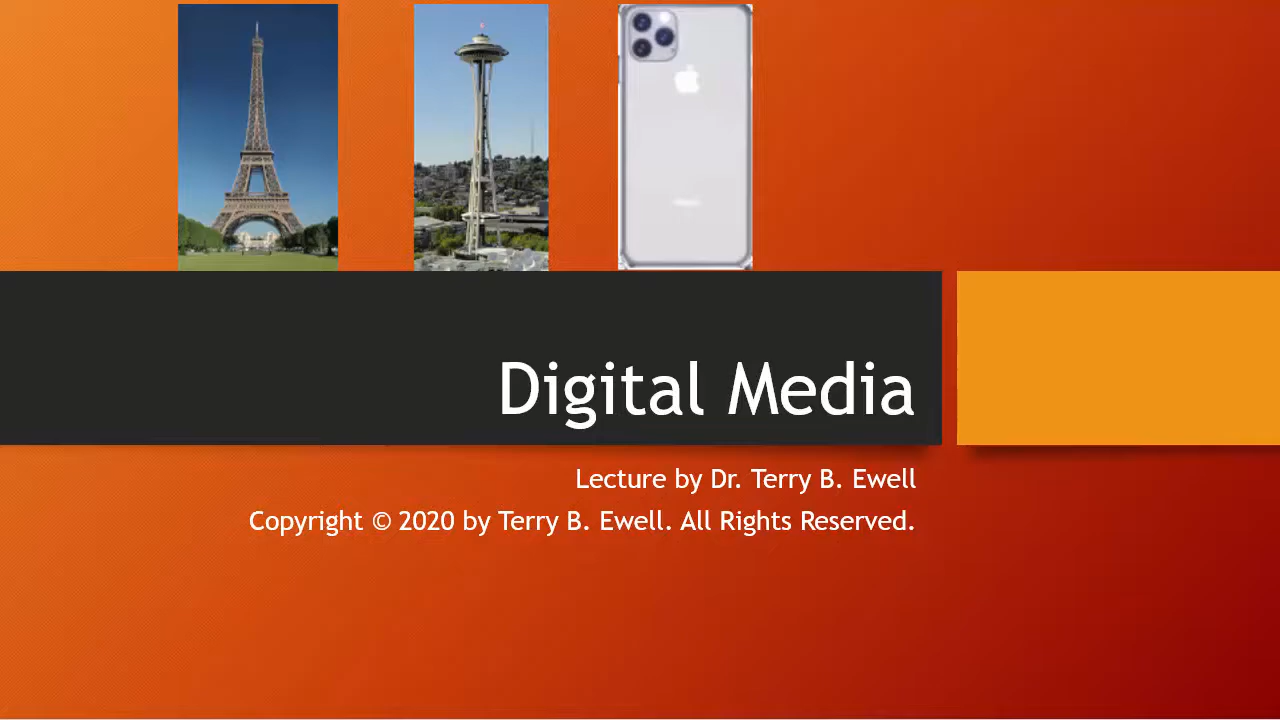 Digital Media
Lecture by Dr. Terry B. Ewell
Copyright © 2020 by Terry B. Ewell. All Rights Reserved.